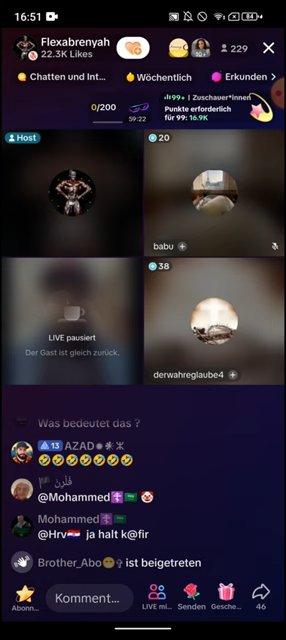 16:51
84
Flexabrenyah
22.3K Likes
229
Chatten und Int...
Wöchentlich
Erkunden
0/200
59:22
99+ | Zuschauer*innen
Punkte erforderlich
für 99: 16.9K
Host
20
babu
LIVE pausiert
Der Gast ist gleich zurück.
38
derwahreglaube4
Was bedeutet das ?
13 AZAD
@Mohammed
Mohammed
@Hrv ja halt k@fir
Brother_Abo ist beigetreten
Abonn...
Komment...
LIVE mi...
Senden
Gesche...
46